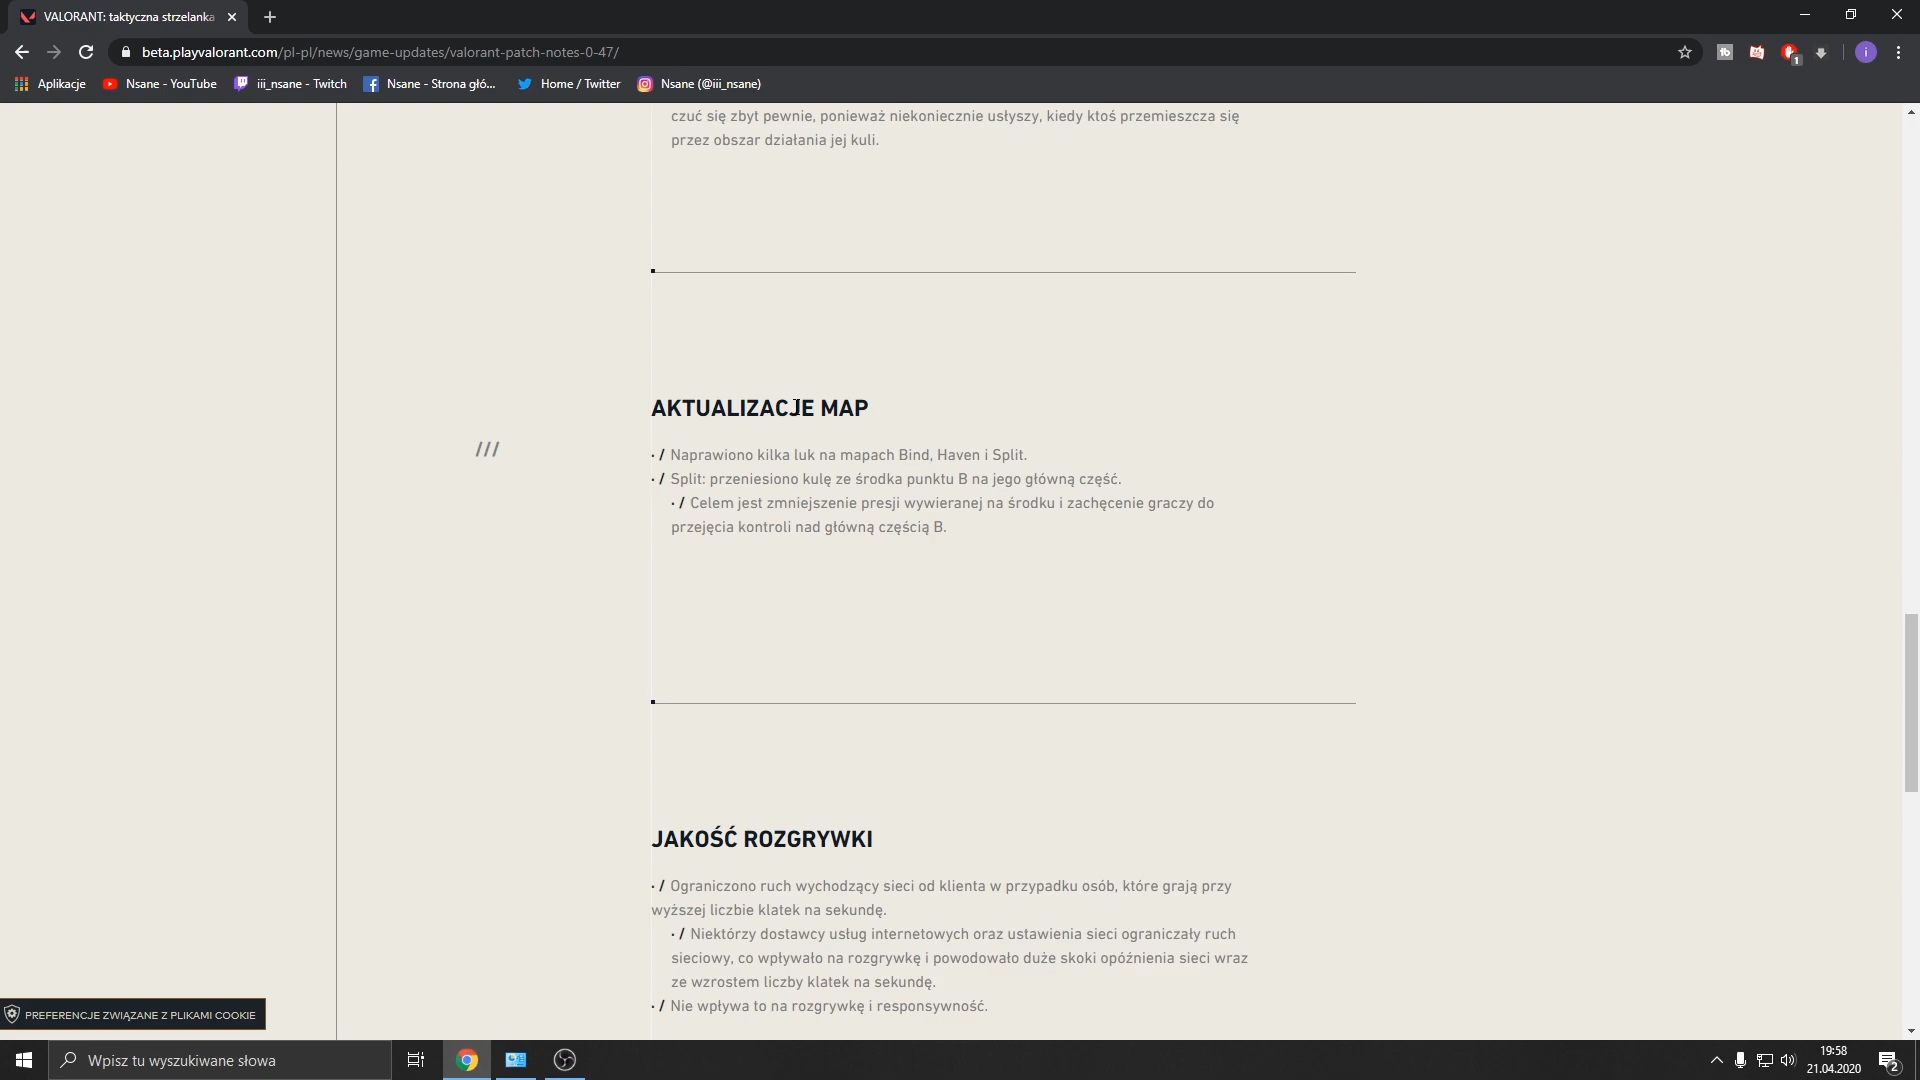 VALORANT: taktyczna strzelanka
beta.playvalorant.com/pl-pl/news/game-updates/valorant-patch-notes-0-47/
1
i
Aplikacje
Nsane - YouTube
iii_nsane - Twitch
Nsane - Strona głó...
Home / Twitter
Nsane (@iii_nsane)
czuć się zbyt pewnie, ponieważ niekoniecznie usłyszy, kiedy ktoś przemieszcza się
przez obszar działania jej kuli.
AKTUALIZACJE MAP
///
· / Naprawiono kilka luk na mapach Bind, Haven i Split.
· / Split: przeniesiono kulę ze środka punktu B na jego główną część.
· / Celem jest zmniejszenie presji wywieranej na środku i zachęcenie graczy do
przejęcia kontroli nad główną częścią B.
JAKOŚĆ ROZGRYWKI
· / Ograniczono ruch wychodzący sieci od klienta w przypadku osób, które grają przy
wyższej liczbie klatek na sekundę.
· / Niektórzy dostawcy usług internetowych oraz ustawienia sieci ograniczały ruch
sieciowy, co wpływało na rozgrywkę i powodowało duże skoki opóźnienia sieci wraz
ze wzrostem liczby klatek na sekundę.
· / Nie wpływa to na rozgrywkę i responsywność.
PREFERENCJE ZWIĄZANE Z PLIKAMI COOKIE
Wpisz tu wyszukiwane słowa
19:58
21.04.2020
2